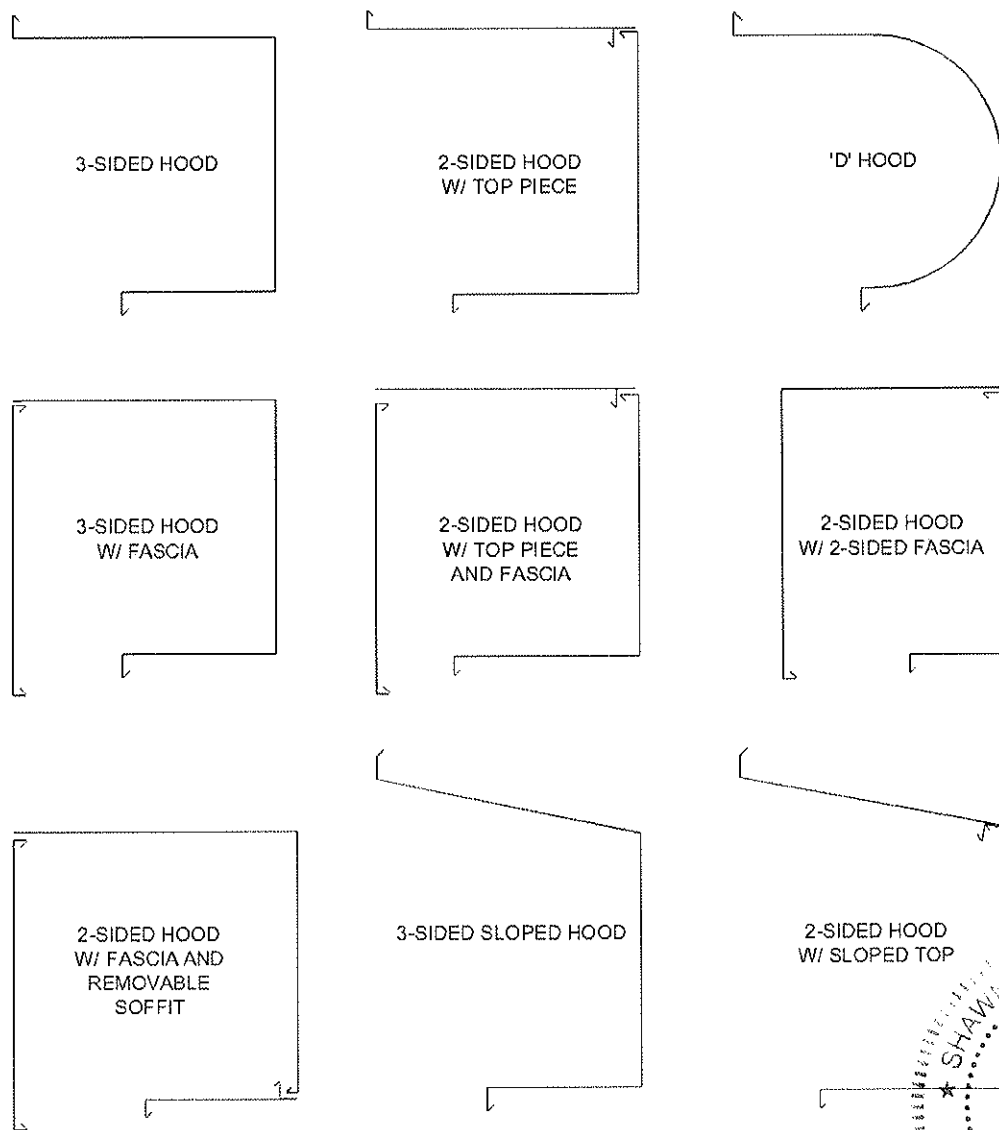 3-SIDED HOOD
2-SIDED HOOD
W/ TOP PIECE
'D' HOOD
3-SIDED HOOD
W/ FASCIA
2-SIDED HOOD
W/ TOP PIECE
AND FASCIA
2-SIDED HOOD
W/ 2-SIDED FASCIA
2-SIDED HOOD
W/ FASCIA AND
REMOVABLE
SOFFIT
3-SIDED SLOPED HOOD
2-SIDED HOOD
W/ SLOPED TOP